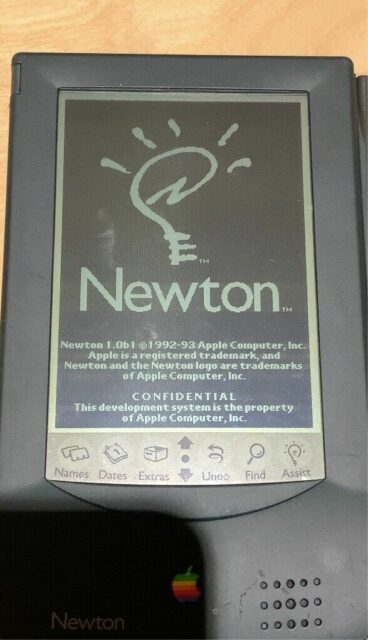 Newton™
Newton 1.0b1 ©1992-93 Apple Computer, Inc.
Apple is a registered trademark, and
Newton and the Newton logo are trademarks
of Apple Computer, Inc.
CONFIDENTIAL
This development system is the property
of Apple Computer, Inc.
Names Dates Extras Undo Find Assist
Newton